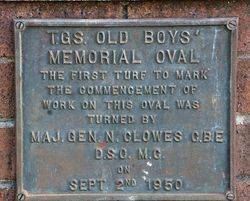 T.G.S. OLD BOYS'
MEMORIAL OVAL
THE FIRST TURF TO MARK
THE COMMENCEMENT OF
WORK ON THIS OVAL WAS
TURNED BY
MAJ. GEN. N. CLOWES C.B.E.
D.S.O. M.C.
ON
SEPT. 2ND 1950